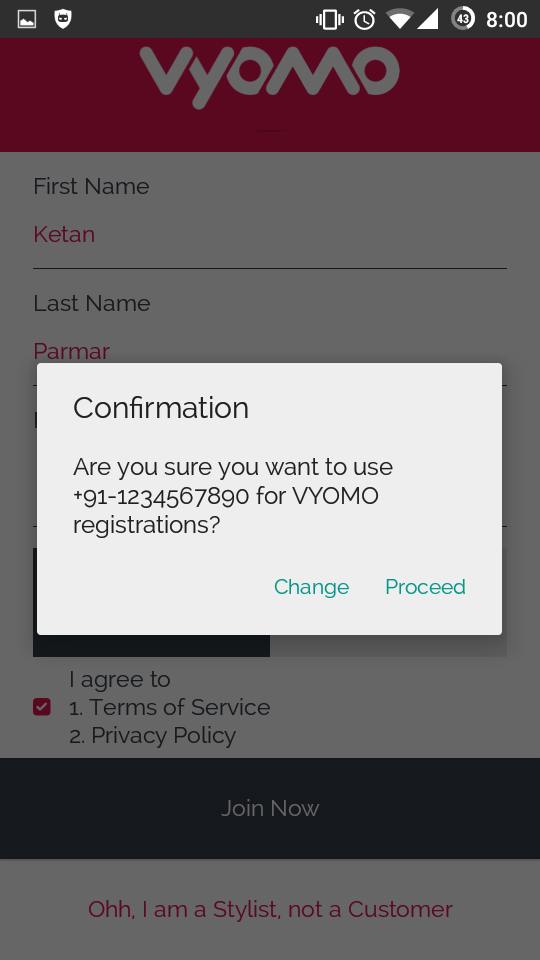 43 8:00
VYOMO
First Name
Ketan
Last Name
Parmar
Confirmation
Are you sure you want to use
+91-1234567890 for VYOMO
registrations?
Change Proceed
I agree to
1. Terms of Service
2. Privacy Policy
Join Now
Ohh, I am a Stylist, not a Customer